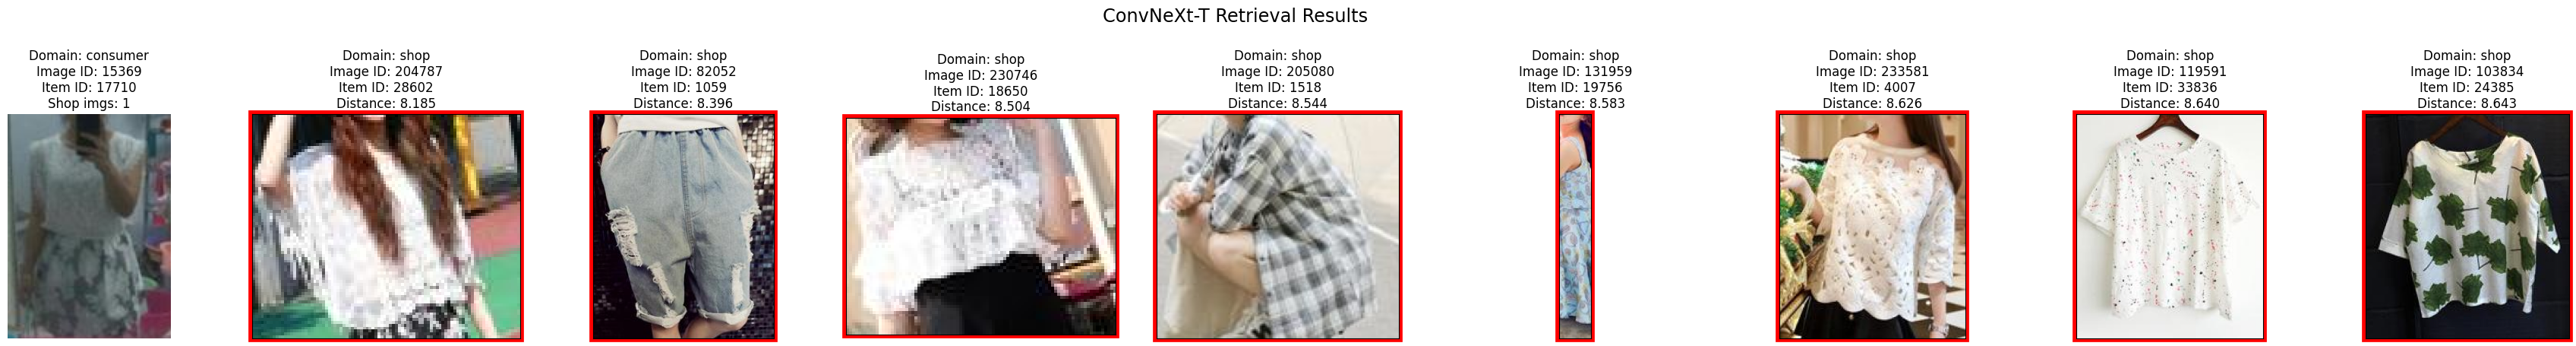 ConvNeXt-T Retrieval Results
Domain: consumer
Image ID: 15369
Item ID: 17710
Shop imgs: 1
Domain: shop
Image ID: 204787
Item ID: 28602
Distance: 8.185
Domain: shop
Image ID: 82052
Item ID: 1059
Distance: 8.396
Domain: shop
Image ID: 230746
Item ID: 18650
Distance: 8.504
Domain: shop
Image ID: 205080
Item ID: 1518
Distance: 8.544
Domain: shop
Image ID: 131959
Item ID: 19756
Distance: 8.583
Domain: shop
Image ID: 233581
Item ID: 4007
Distance: 8.626
Domain: shop
Image ID: 119591
Item ID: 33836
Distance: 8.640
Domain: shop
Image ID: 103834
Item ID: 24385
Distance: 8.643